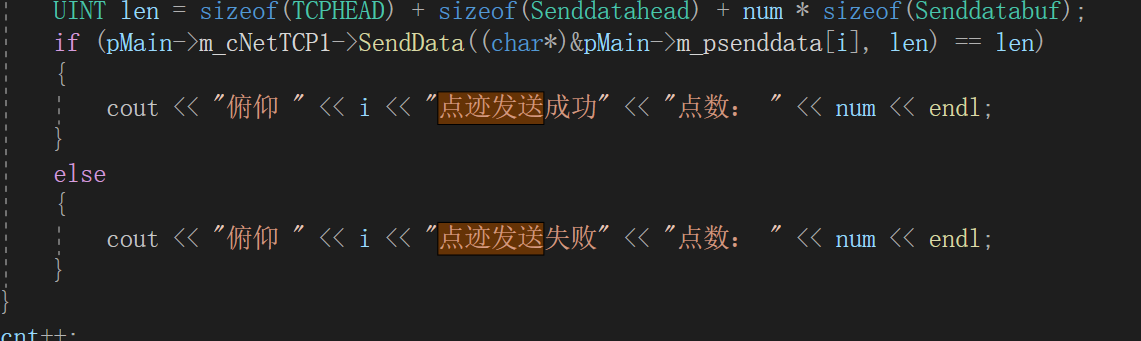 UINT len = sizeof(TCPHEAD) + sizeof(Senddatahead) + num * sizeof(Senddatabuf);
if (pMain->m_cNetTCP1->SendData((char*)&pMain->m_psenddata[i], len) == len)
{
cout << "俯仰 " << i << "点迹发送成功" << "点数： " << num << endl;
}
else
{
cout << "俯仰 " << i << "点迹发送失败" << "点数： " << num << endl;
}
}
cnt++;